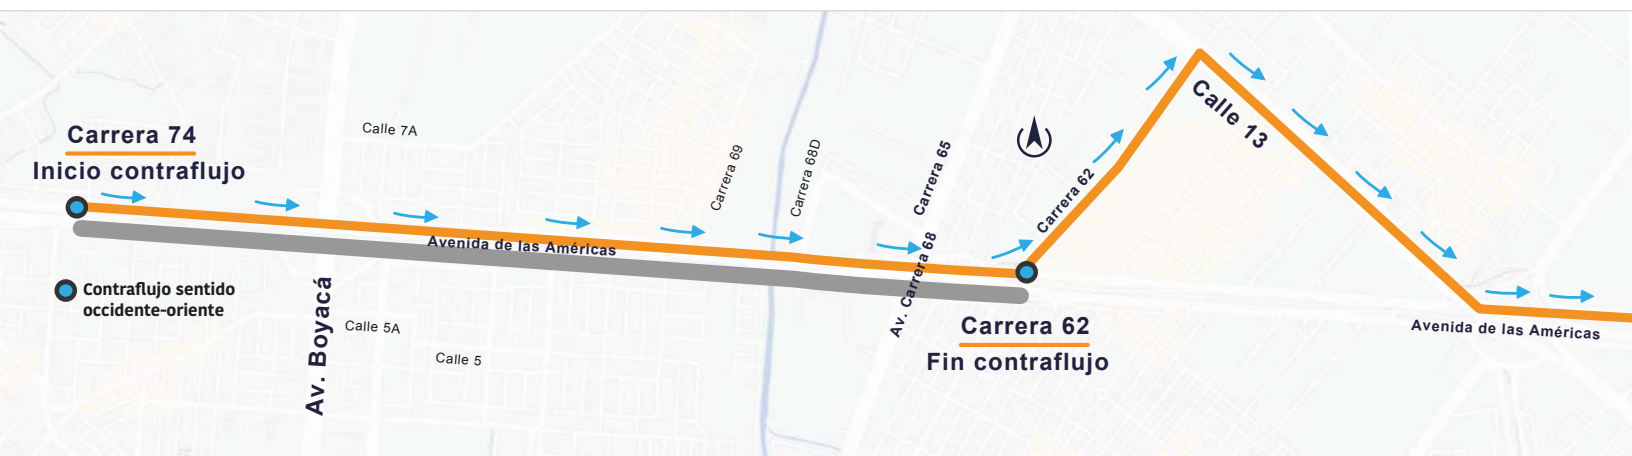 Carrera 74
Inicio contraflujo
Calle 7A
Carrera 69
Carrera 68D
Carrera 65
Carrera 62
Calle 13
Avenida de las Américas
Av. Carrera 68
Contraflujo sentido
occidente-oriente
Av. Boyacá
Calle 5A
Calle 5
Carrera 62
Fin contraflujo
Avenida de las Américas